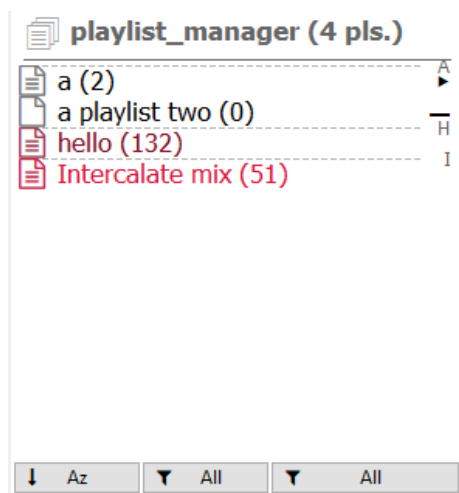 playlist_manager (4 pls.)
A
a (2)
a playlist two (0)
H
hello (132)
I
Intercalate mix (51)
Az All All